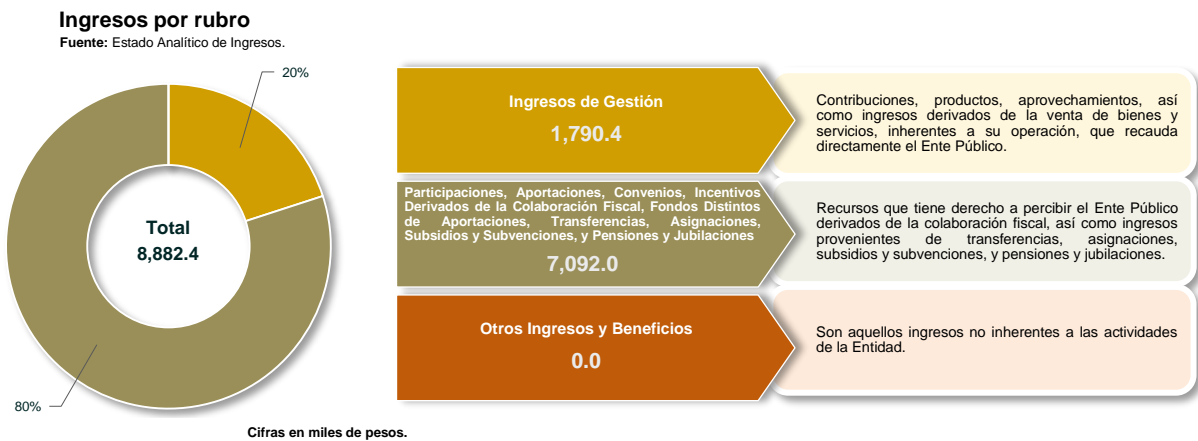 Ingresos por rubro
Fuente: Estado Analítico de Ingresos.
20%
Total
8,882.4
80%
Ingresos de Gestión
1,790.4
Contribuciones, productos, aprovechamientos, así
como ingresos derivados de la venta de bienes y
servicios, inherentes a su operación, que recauda
directamente el Ente Público.
Participaciones, Aportaciones, Convenios, Incentivos
Derivados de la Colaboración Fiscal, Fondos Distintos
de Aportaciones, Transferencias, Asignaciones,
Subsidios y Subvenciones, y Pensiones y Jubilaciones
7,092.0
Recursos que tiene derecho a percibir el Ente Público
derivados de la colaboración fiscal, así como ingresos
provenientes de transferencias, asignaciones,
subsidios y subvenciones, y pensiones y jubilaciones.
Otros Ingresos y Beneficios
0.0
Son aquellos ingresos no inherentes a las actividades
de la Entidad.
Cifras en miles de pesos.